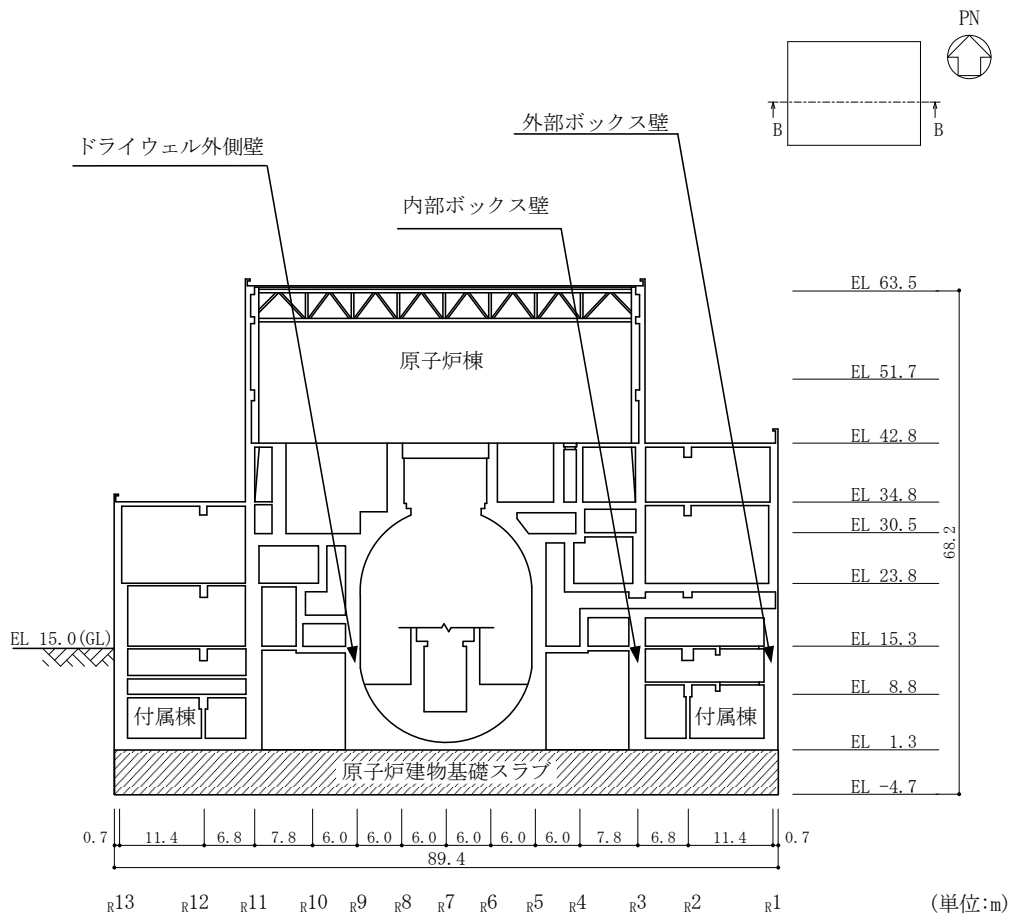 PN
B
B
外部ボックス壁
ドライウェル外側壁
内部ボックス壁
EL 63.5
原子炉棟
EL 51.7
EL 42.8
EL 34.8
EL 30.5
68.2
EL 23.8
EL 15.0(GL)
EL 15.3
EL 8.8
付属棟
付属棟
EL 1.3
原子炉建物基礎スラブ
EL -4.7
0.7 11.4 6.8 7.8 6.0 6.0 6.0 6.0 6.0 6.0 7.8 6.8 11.4 0.7
89.4
R13 R12 R11 R10 R9 R8 R7 R6 R5 R4 R3 R2 R1 (単位:m)